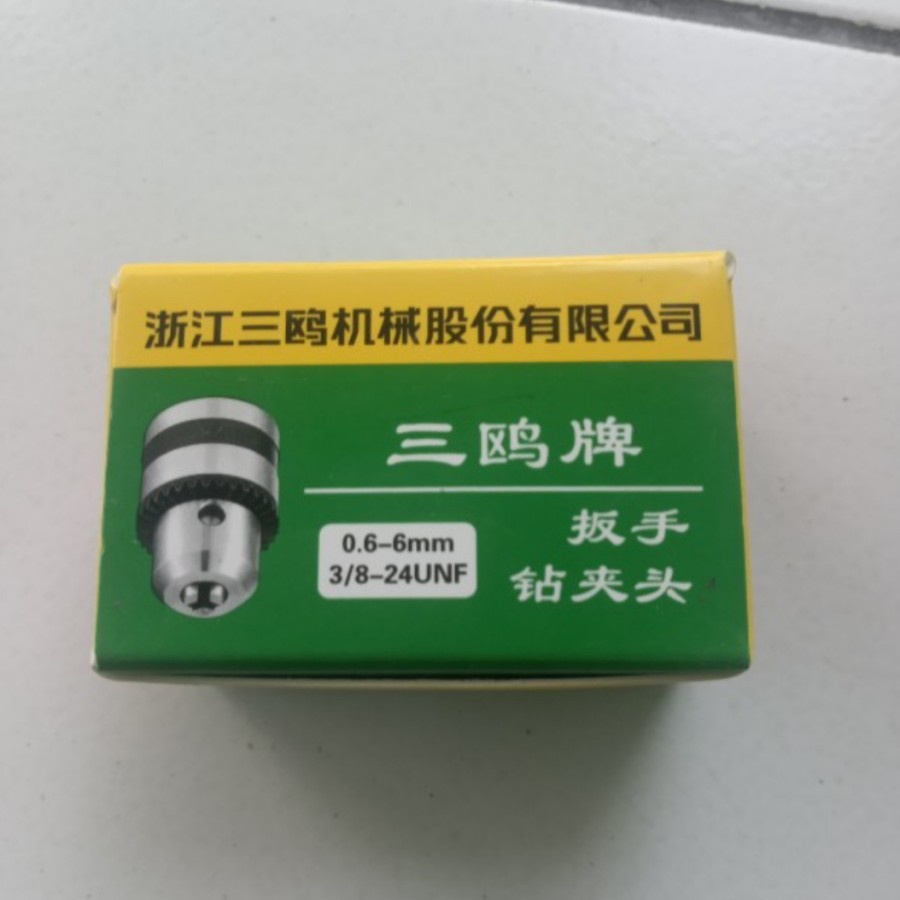 浙江三鸥机械股份有限公司
三鸥牌
0.6-6mm
3/8-24UNF
扳手
钻夹头